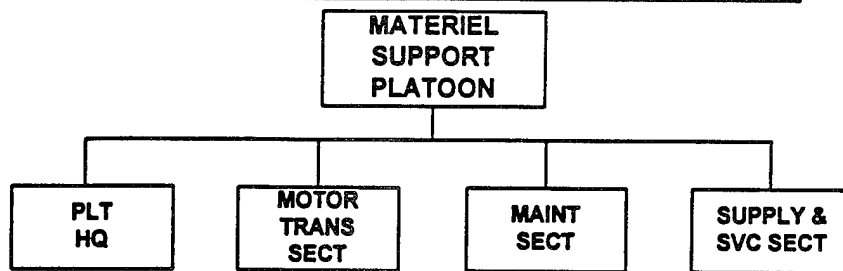 MATERIEL
SUPPORT
PLATOON
PLT
HQ
MOTOR
TRANS
SECT
MAINT
SECT
SUPPLY &
SVC SECT